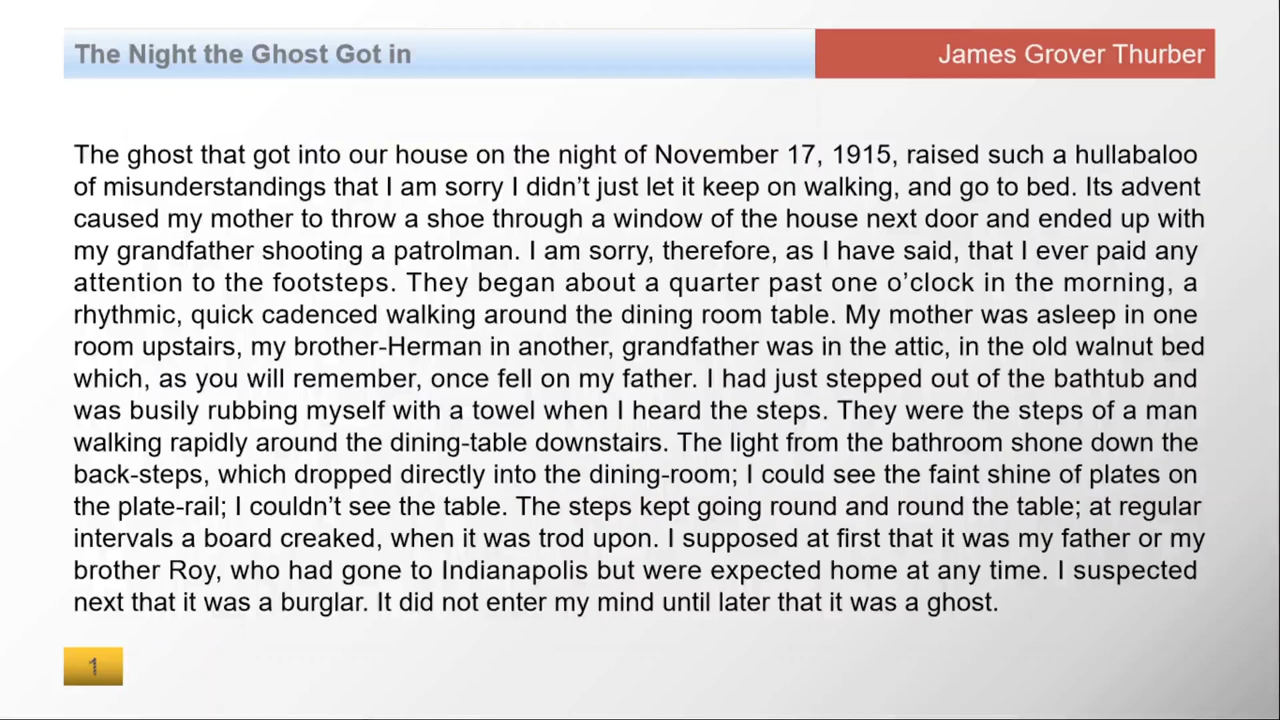 The Night the Ghost Got in
James Grover Thurber
The ghost that got into our house on the night of November 17, 1915, raised such a hullabaloo
of misunderstandings that I am sorry I didn’t just let it keep on walking, and go to bed. Its advent
caused my mother to throw a shoe through a window of the house next door and ended up with
my grandfather shooting a patrolman. I am sorry, therefore, as I have said, that I ever paid any
attention to the footsteps. They began about a quarter past one o’clock in the morning, a
rhythmic, quick cadenced walking around the dining room table. My mother was asleep in one
room upstairs, my brother-Herman in another, grandfather was in the attic, in the old walnut bed
which, as you will remember, once fell on my father. I had just stepped out of the bathtub and
was busily rubbing myself with a towel when I heard the steps. They were the steps of a man
walking rapidly around the dining-table downstairs. The light from the bathroom shone down the
back-steps, which dropped directly into the dining-room; I could see the faint shine of plates on
the plate-rail; I couldn’t see the table. The steps kept going round and round the table; at regular
intervals a board creaked, when it was trod upon. I supposed at first that it was my father or my
brother Roy, who had gone to Indianapolis but were expected home at any time. I suspected
next that it was a burglar. It did not enter my mind until later that it was a ghost.
1